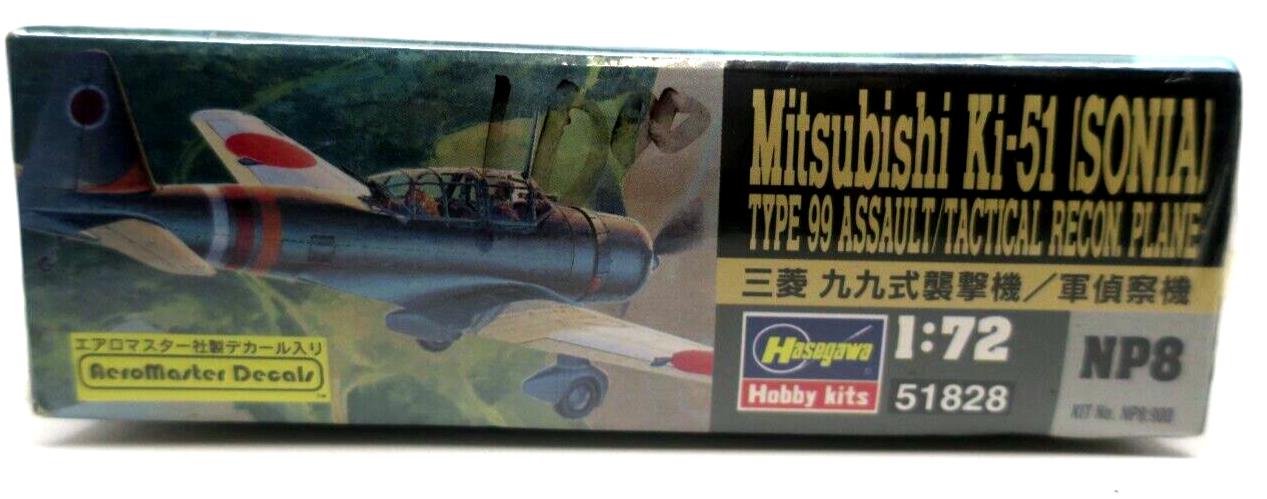 Mitsubishi Ki-51 (SONIA)
TYPE 99 ASSAULT/TACTICAL RECON. PLANE
三菱 九九式襲撃機／軍偵察機
エアロマスター社製デカール入り
AeroMaster Decals
Hasegawa
Hobby kits
1:72
51828
NP8
KIT No.